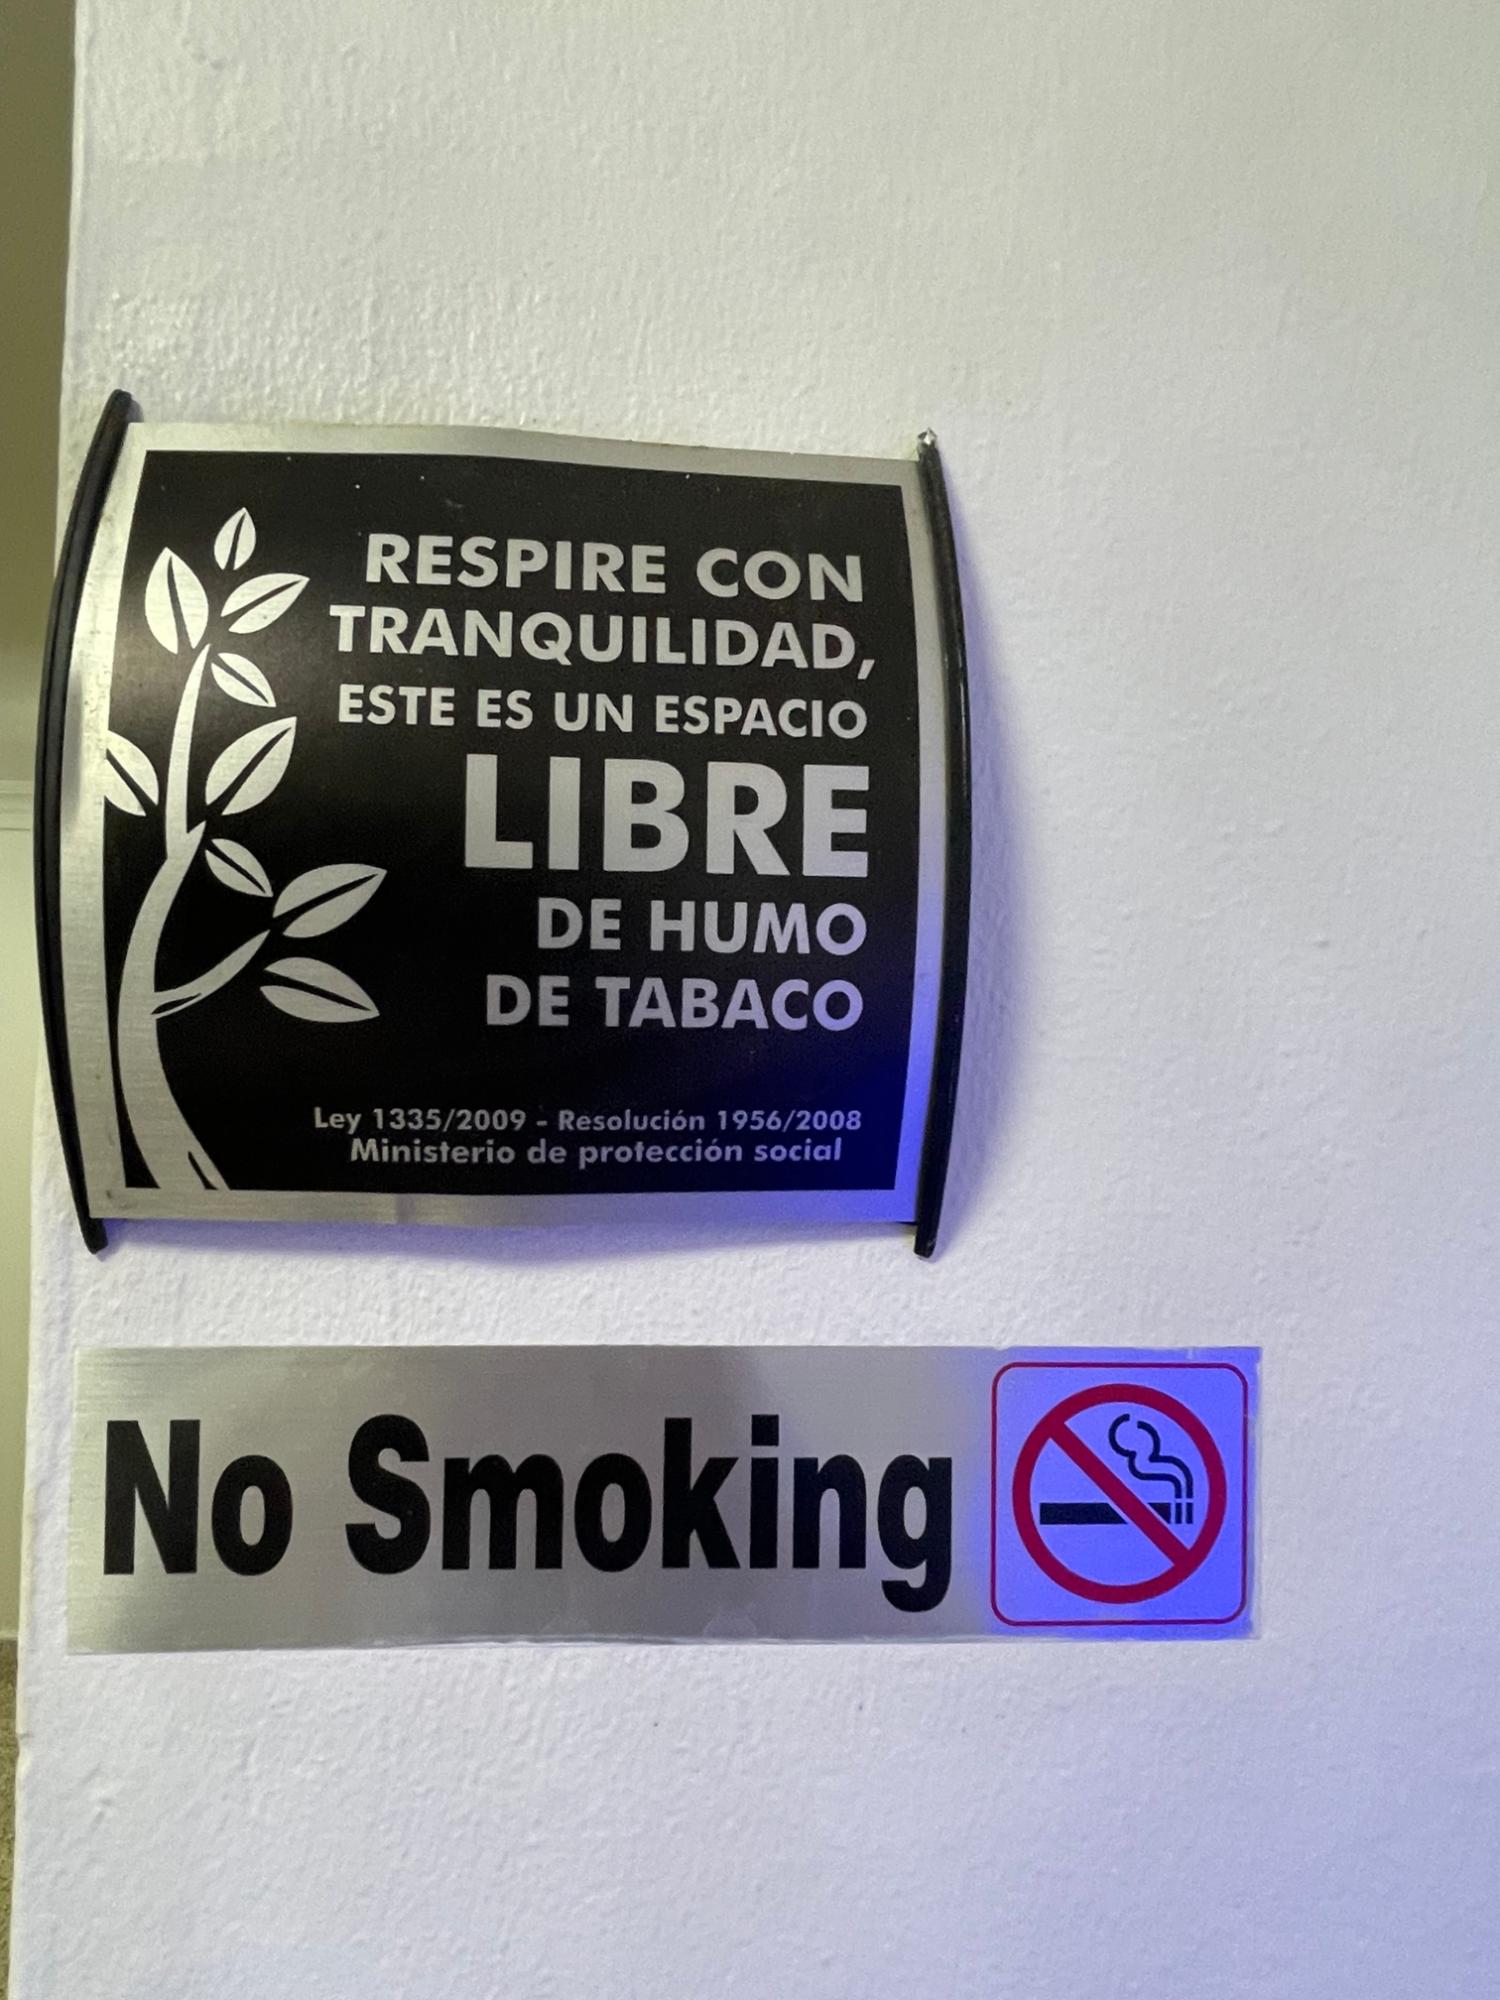 RESPIRE CON
TRANQUILIDAD,
ESTE ES UN ESPACIO
LIBRE
DE HUMO
DE TABACO
Ley 1335/2009 - Resolución 1956/2008
Ministerio de protección social
No Smoking